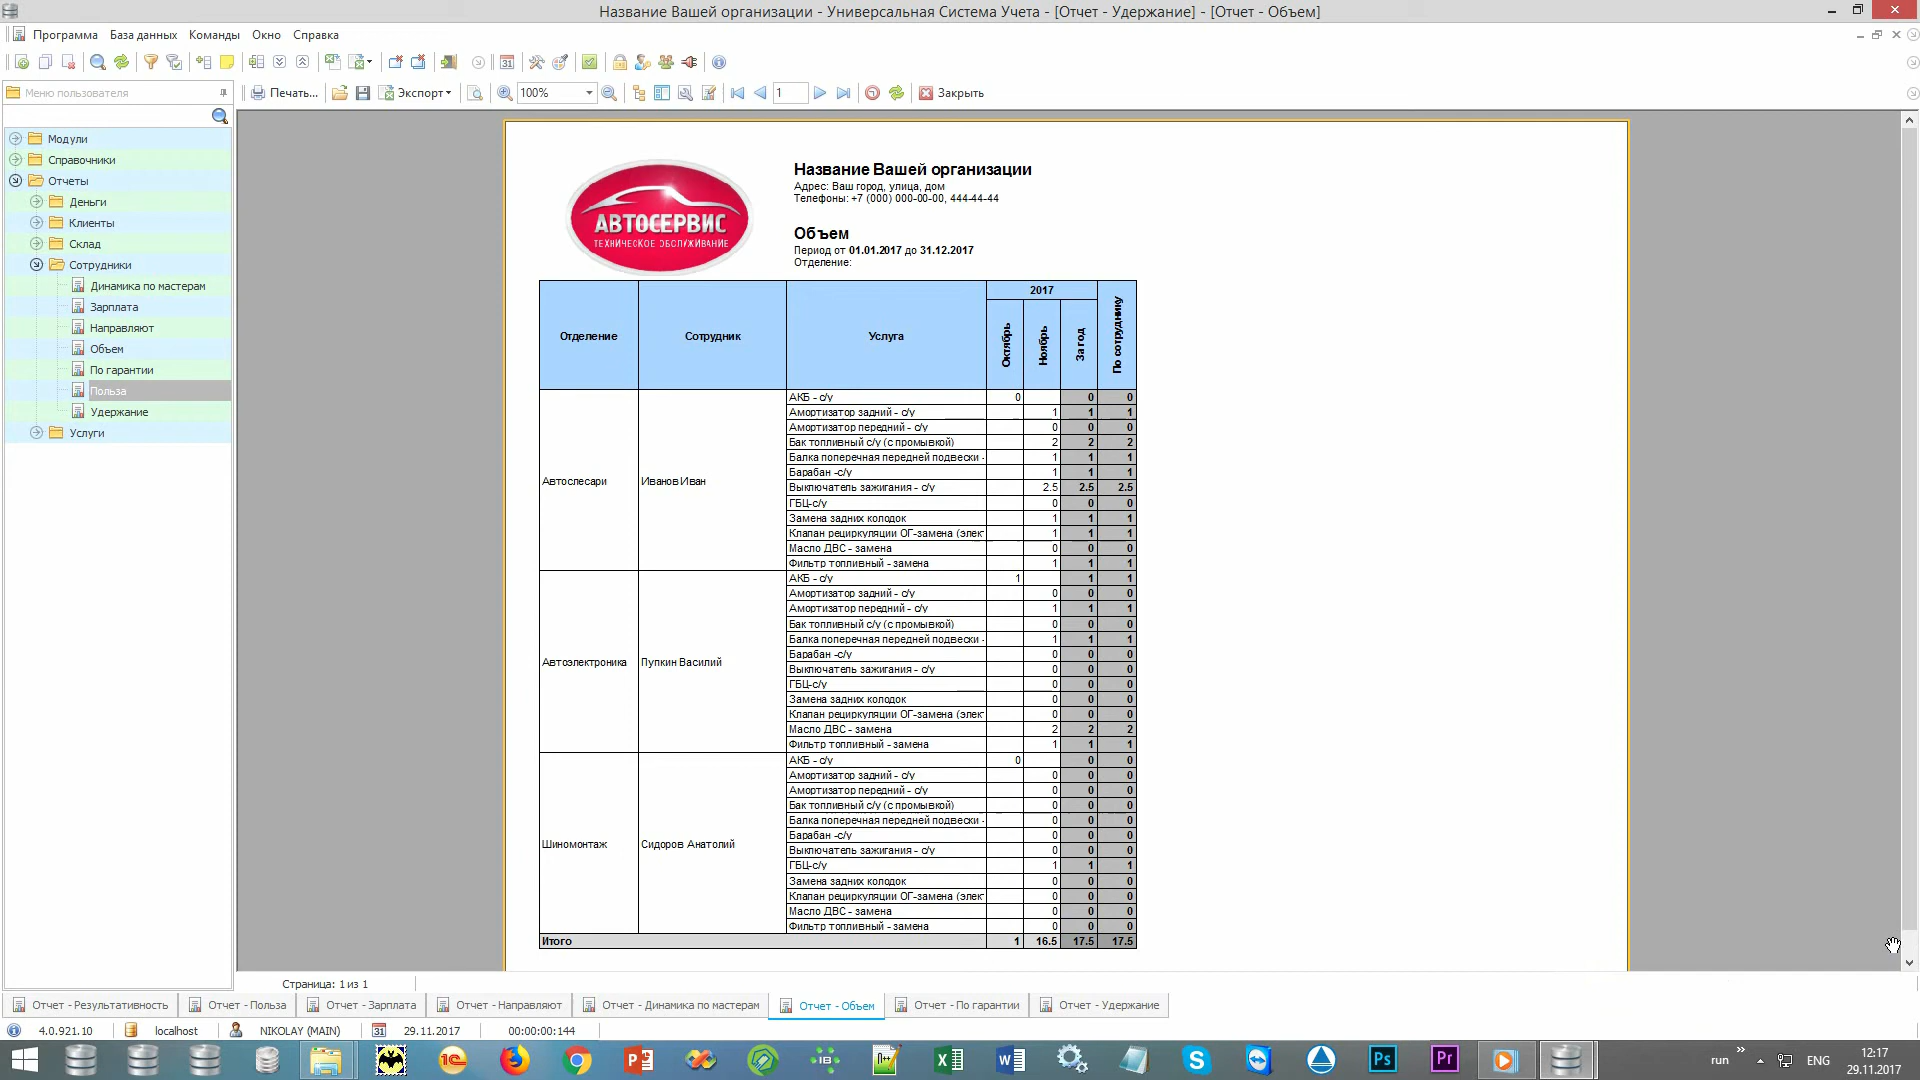 Название Вашей организации - Универсальная Система Учета - [Отчет - Удержание] - [Отчет - Объем]
Программа База данных Команды Окно Справка
Меню пользователя
Печать... Экспорт 100% 1 Закрыть
Модули
Справочники
Отчеты
Деньги
Клиенты
Склад
Сотрудники
Динамика по мастерам
Зарплата
Направляют
Объем
По гарантии
Польза
Удержание
Услуги
АВТОСЕРВИС
ТЕХНИЧЕСКОЕ ОБСЛУЖИВАНИЕ
Название Вашей организации
Адрес: Ваш город, улица, дом
Телефоны: +7 (000) 000-00-00, 444-44-44
Объем
Период от 01.01.2017 до 31.12.2017
Отделение:
Отделение Сотрудник Услуга 2017 Октябрь Ноябрь За год По сотруднику
Автослесари Иванов Иван
АКБ - с/у 0 0 0
Амортизатор задний - с/у 1 1 1
Амортизатор передний - с/у 0 0 0
Бак топливный с/у (с промывкой) 2 2 2
Балка поперечная передней подвески - 1 1 1
Барабан -с/у 1 1 1
Выключатель зажигания - с/у 2.5 2.5 2.5
ГБЦ-с/у 0 0 0
Замена задних колодок 1 1 1
Клапан рециркуляции ОГ-замена (элек 1 1 1
Масло ДВС - замена 0 0 0
Фильтр топливный - замена 1 1 1
Автоэлектроника Пупкин Василий
АКБ - с/у 1 1 1
Амортизатор задний - с/у 0 0 0
Амортизатор передний - с/у 1 1 1
Бак топливный с/у (с промывкой) 0 0 0
Балка поперечная передней подвески - 1 1 1
Барабан -с/у 0 0 0
Выключатель зажигания - с/у 0 0 0
ГБЦ-с/у 0 0 0
Замена задних колодок 0 0 0
Клапан рециркуляции ОГ-замена (элек 0 0 0
Масло ДВС - замена 2 2 2
Фильтр топливный - замена 1 1 1
Шиномонтаж Сидоров Анатолий
АКБ - с/у 0 0 0
Амортизатор задний - с/у 0 0 0
Амортизатор передний - с/у 0 0 0
Бак топливный с/у (с промывкой) 0 0 0
Балка поперечная передней подвески - 0 0 0
Барабан -с/у 0 0 0
Выключатель зажигания - с/у 0 0 0
ГБЦ-с/у 1 1 1
Замена задних колодок 0 0 0
Клапан рециркуляции ОГ-замена (элек 0 0 0
Масло ДВС - замена 0 0 0
Фильтр топливный - замена 0 0 0
Итого 1 16.5 17.5 17.5
Страница: 1 из 1
Отчет - Результативность Отчет - Польза Отчет - Зарплата Отчет - Направляют Отчет - Динамика по мастерам Отчет - Объем Отчет - По гарантии Отчет - Удержание
4.0.921.10 localhost NIKOLAY (MAIN) 31 29.11.2017 00:00:00:144
run ENG 12:17
29.11.2017